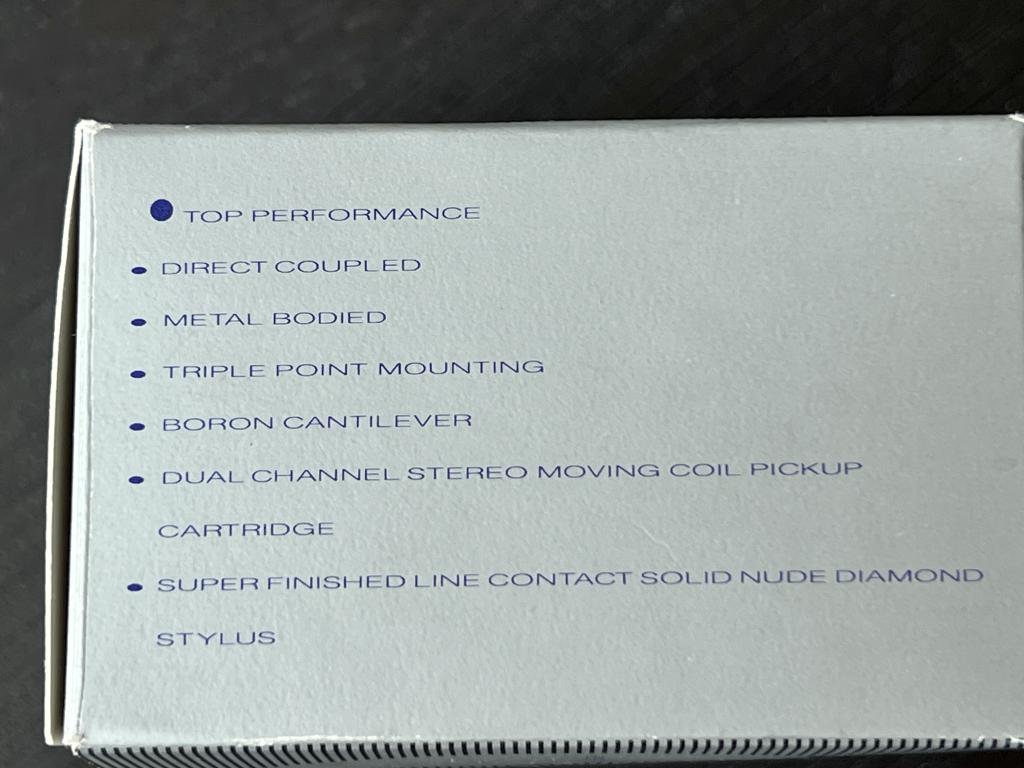 ● TOP PERFORMANCE
● DIRECT COUPLED
● METAL BODIED
● TRIPLE POINT MOUNTING
● BORON CANTILEVER
● DUAL CHANNEL STEREO MOVING COIL PICKUP
CARTRIDGE
● SUPER FINISHED LINE CONTACT SOLID NUDE DIAMOND
STYLUS